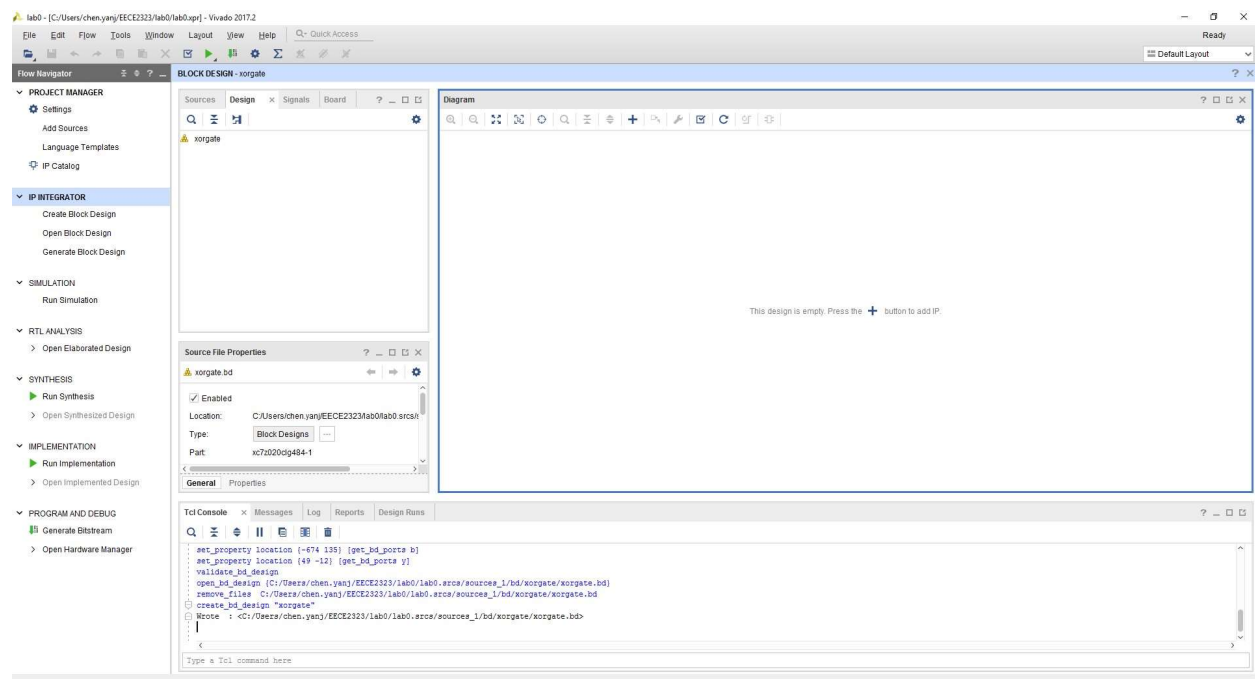 lab0 - [C:/Users/chen.yanj/EECE2323/lab0/lab0.xpr] - Vivado 2017.2
File Edit Flow Tools Window Layout View Help Quick Access
Ready
Default Layout
Flow Navigator
BLOCK DESIGN - xorgate
PROJECT MANAGER
Settings
Add Sources
Language Templates
IP Catalog
IP INTEGRATOR
Create Block Design
Open Block Design
Generate Block Design
SIMULATION
Run Simulation
RTL ANALYSIS
Open Elaborated Design
SYNTHESIS
Run Synthesis
Open Synthesized Design
IMPLEMENTATION
Run Implementation
Open Implemented Design
PROGRAM AND DEBUG
Generate Bitstream
Open Hardware Manager
Sources Design Signals Board
xorgate
Source File Properties
xorgate.bd
Enabled
Location: C:/Users/chen.yanj/EECE2323/lab0/lab0.srcs/s
Type: Block Designs
Part: xc7z020clg484-1
General Properties
Diagram
This design is empty. Press the + button to add IP.
Tcl Console Messages Log Reports Design Runs
set_property location {-674 135} [get_bd_ports b]
set_property location {49 -12} [get_bd_ports y]
validate_bd_design
open_bd_design {C:/Users/chen.yanj/EECE2323/lab0/lab0.srcs/sources_1/bd/xorgate/xorgate.bd}
remove_files C:/Users/chen.yanj/EECE2323/lab0/lab0.srcs/sources_1/bd/xorgate/xorgate.bd
create_bd_design "xorgate"
Wrote : <C:/Users/chen.yanj/EECE2323/lab0/lab0.srcs/sources_1/bd/xorgate/xorgate.bd>
Type a Tcl command here